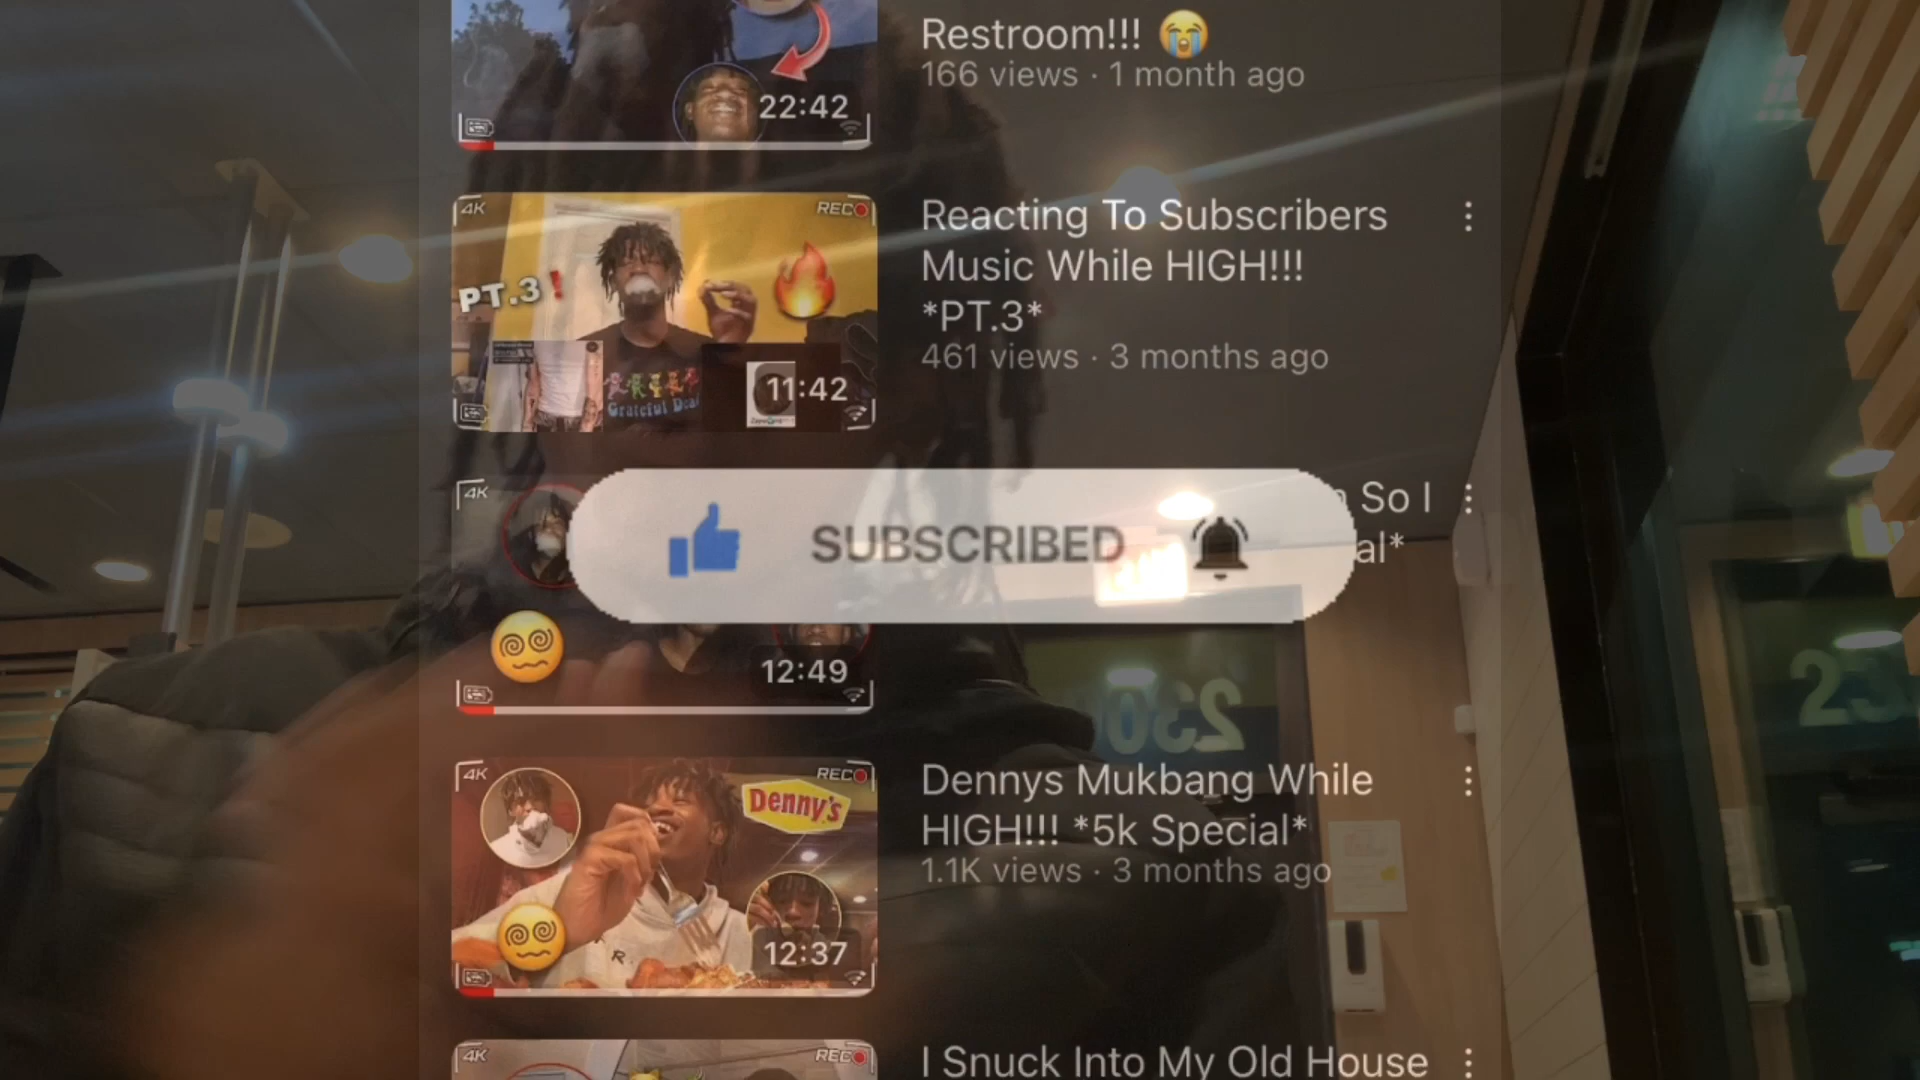 Restroom!!! 😭
166 views · 1 month ago
22:42
4K
REC
PT.3❗
Grateful Dea
11:42
Reacting To Subscribers
Music While HIGH!!!
*PT.3*
461 views · 3 months ago
4K
So I
al*
SUBSCRIBED
12:49
230
23
4K
REC
Denny's
12:37
Dennys Mukbang While
HIGH!!! *5k Special*
1.1K views · 3 months ago
4K
REC
I Snuck Into My Old House